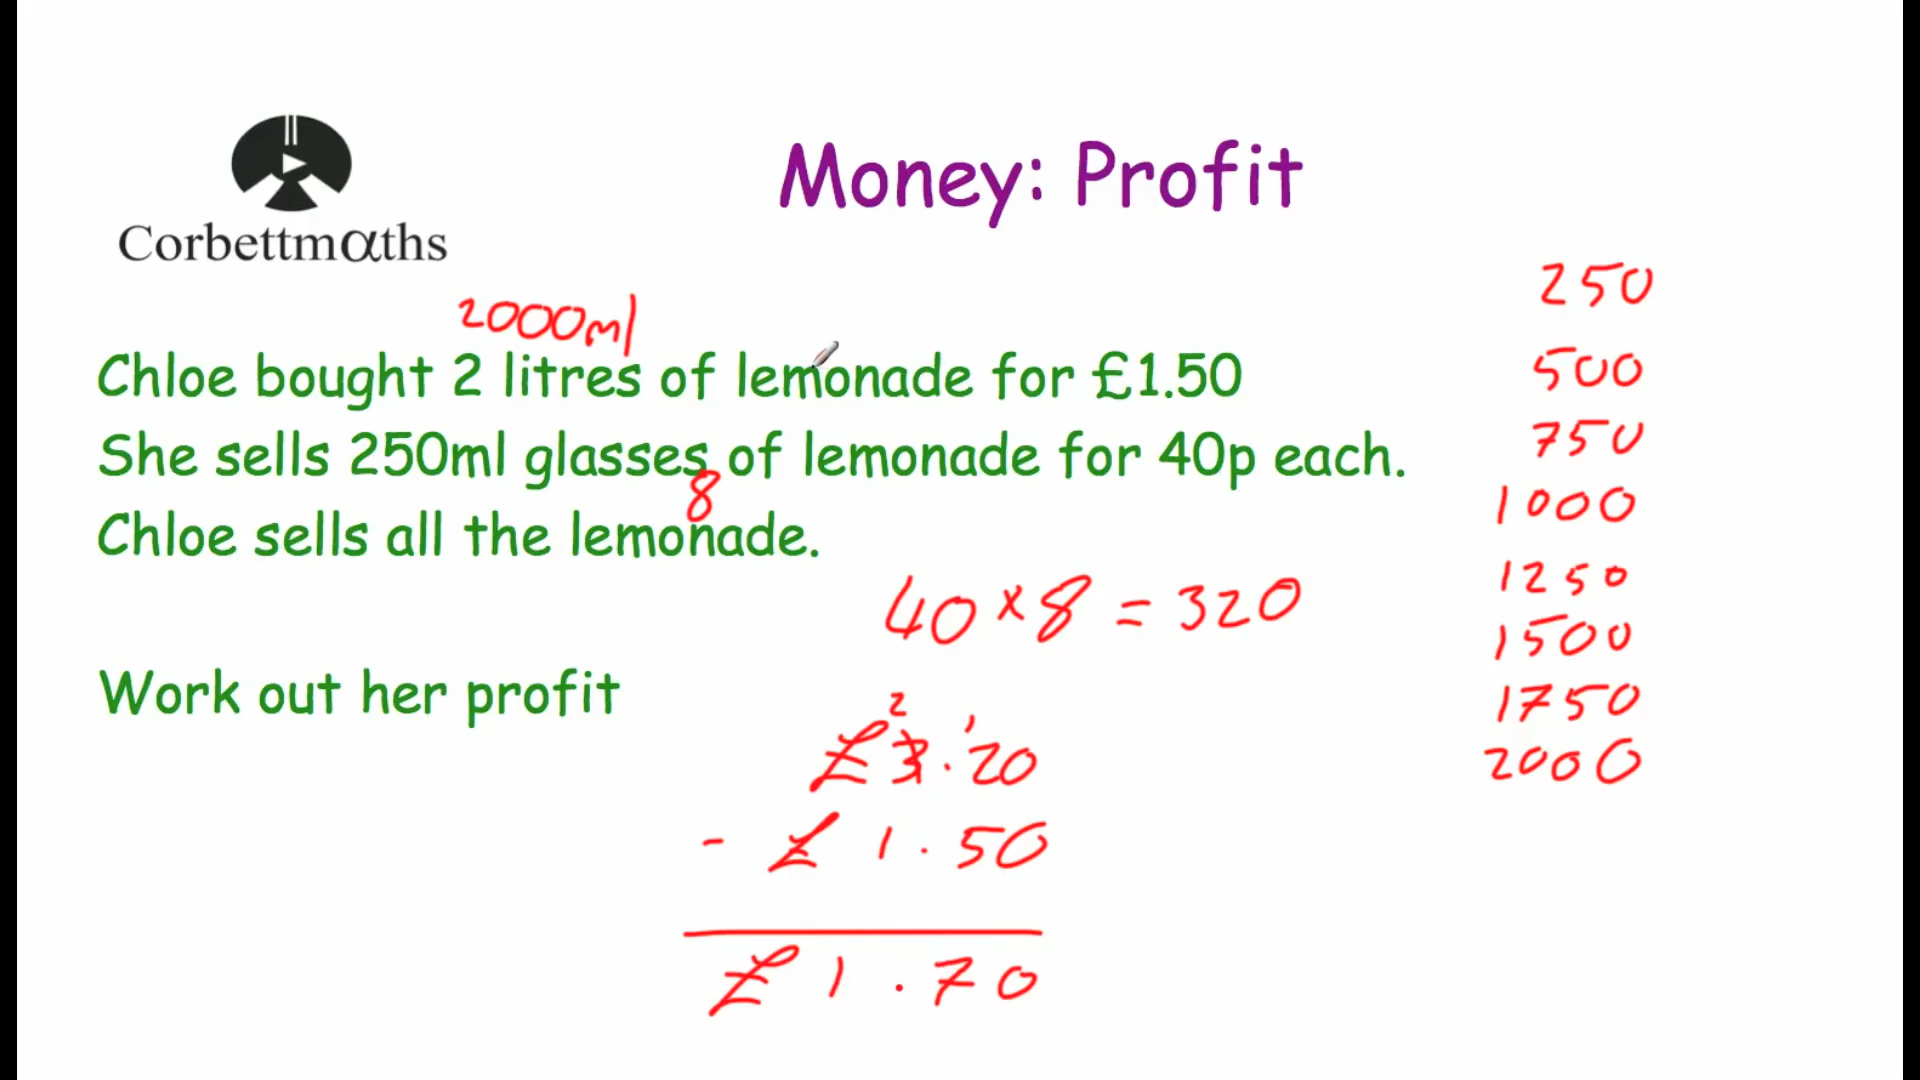 Money: Profit
Corbettmαths
2000ml
Chloe bought 2 litres of lemonade for £1.50
She sells 250ml glasses of lemonade for 40p each.
8
Chloe sells all the lemonade.
40 × 8 = 320
Work out her profit
2 1
£3.20
- £1.50
£1.70
250
500
750
1000
1250
1500
1750
2000